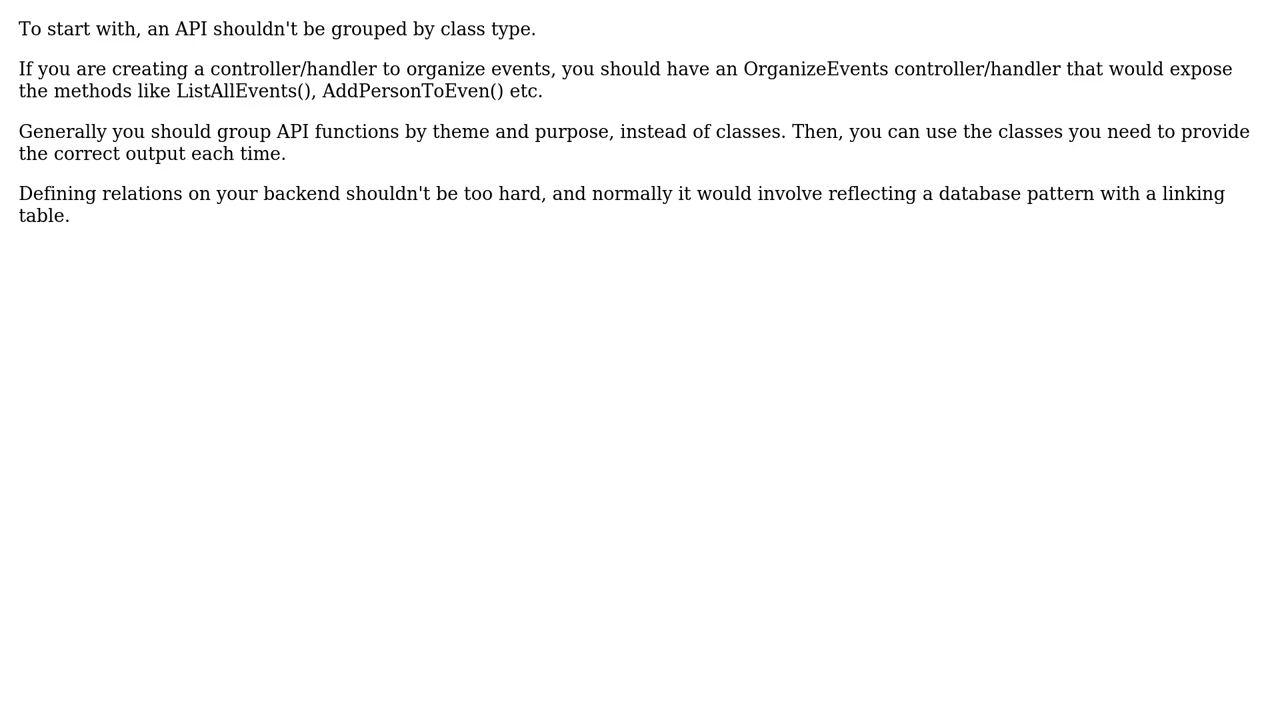 To start with, an API shouldn't be grouped by class type.
If you are creating a controller/handler to organize events, you should have an OrganizeEvents controller/handler that would expose
the methods like ListAllEvents(), AddPersonToEven() etc.
Generally you should group API functions by theme and purpose, instead of classes. Then, you can use the classes you need to provide
the correct output each time.
Defining relations on your backend shouldn't be too hard, and normally it would involve reflecting a database pattern with a linking
table.